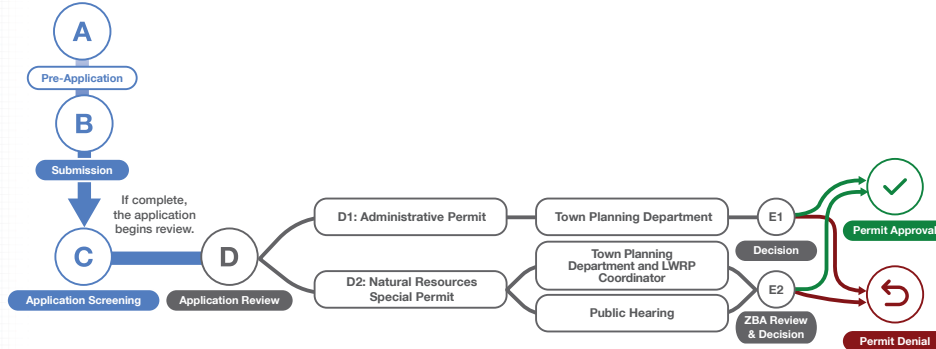 A
Pre-Application
B
Submission
If complete,
the application
begins review.
C
Application Screening
D
Application Review
D1: Administrative Permit
Town Planning Department
E1
Decision
D2: Natural Resources
Special Permit
Town Planning
Department and LWRP
Coordinator
Public Hearing
E2
ZBA Review
& Decision
Permit Approval
Permit Denial